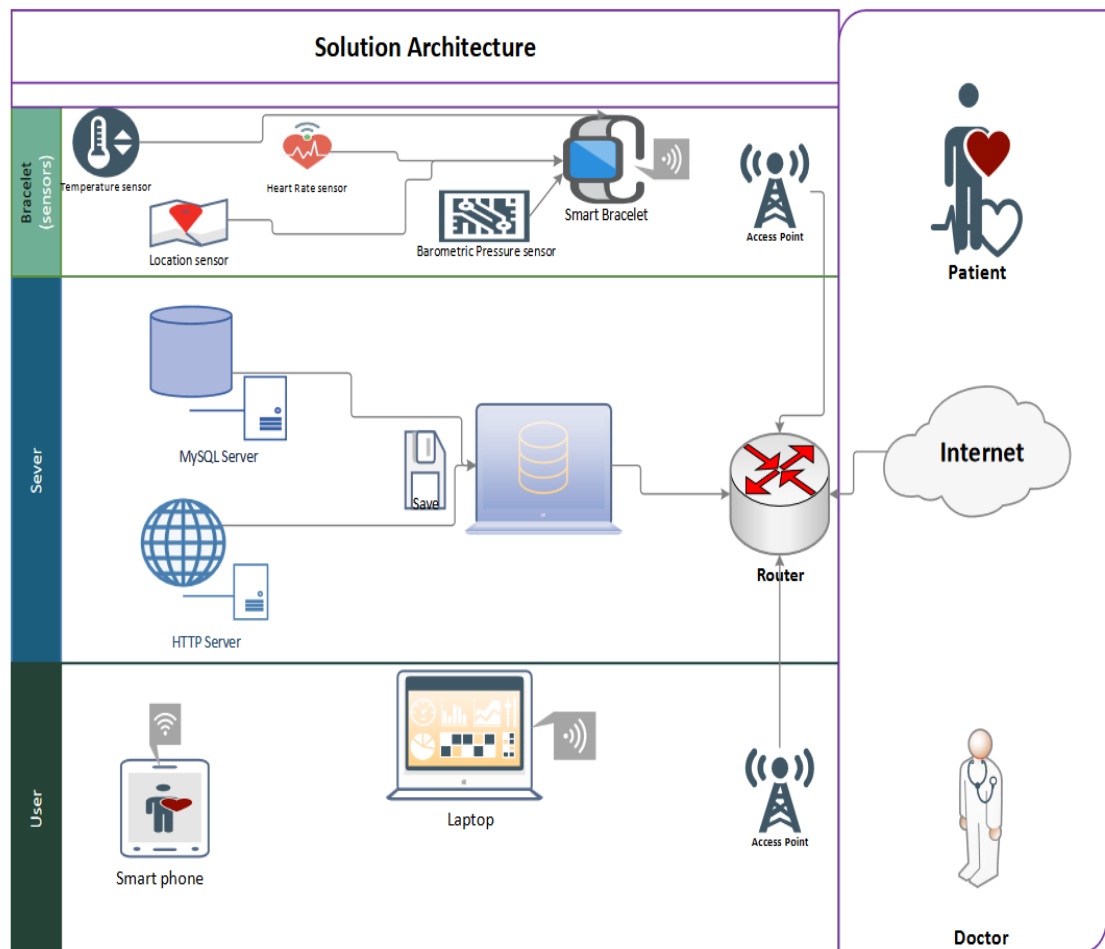 Solution Architecture
Bracelet
(sensors)
Temperature sensor
Heart Rate sensor
Smart Bracelet
Location sensor
Barometric Pressure sensor
Access Point
Patient
Sever
MySQL Server
Save
HTTP Server
Router
Internet
User
Smart phone
Laptop
Access Point
Doctor